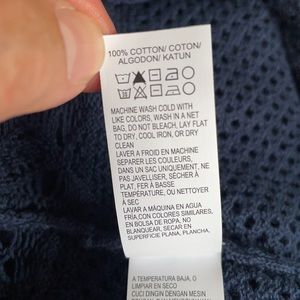 100% COTTON/ COTON/
ALGODON/ KATUN
MACHINE WASH COLD WITH
LIKE COLORS, WASH IN A NET
BAG, DO NOT BLEACH, LAY FLAT
TO DRY, COOL IRON, OR DRY
CLEAN
LAVER A FROID EN MACHINE
SEPARER LES COULEURS,
DANS UN SAC UNIQUEMENT, NE
PAS JAVELLISER, SÉCHER À
PLAT, FER À BASSE
TEMPÉRATURE, OU NETTOYER
À SEC
LAVAR A MÁQUINA EN AGUA
FRÍA CON COLORES SIMILARES,
EN BOLSA DE ROPA, NO
BLANQUEAR, SECAR EN
SUPERFICIE PLANA, PLANCHA,
A TEMPERATURA BAJA, O
LIMPIAR EN SECO
CUCI DINGIN DENGAN MESIN